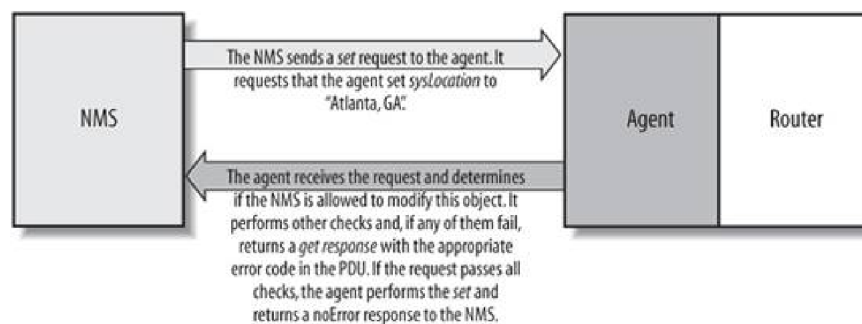 NMS
The NMS sends a set request to the agent. It
requests that the agent set sysLocation to
“Atlanta, GA”.
The agent receives the request and determines
if the NMS is allowed to modify this object. It
performs other checks and, if any of them fail,
returns a get response with the appropriate
error code in the PDU. If the request passes all
checks, the agent performs the set and
returns a noError response to the NMS.
Agent
Router